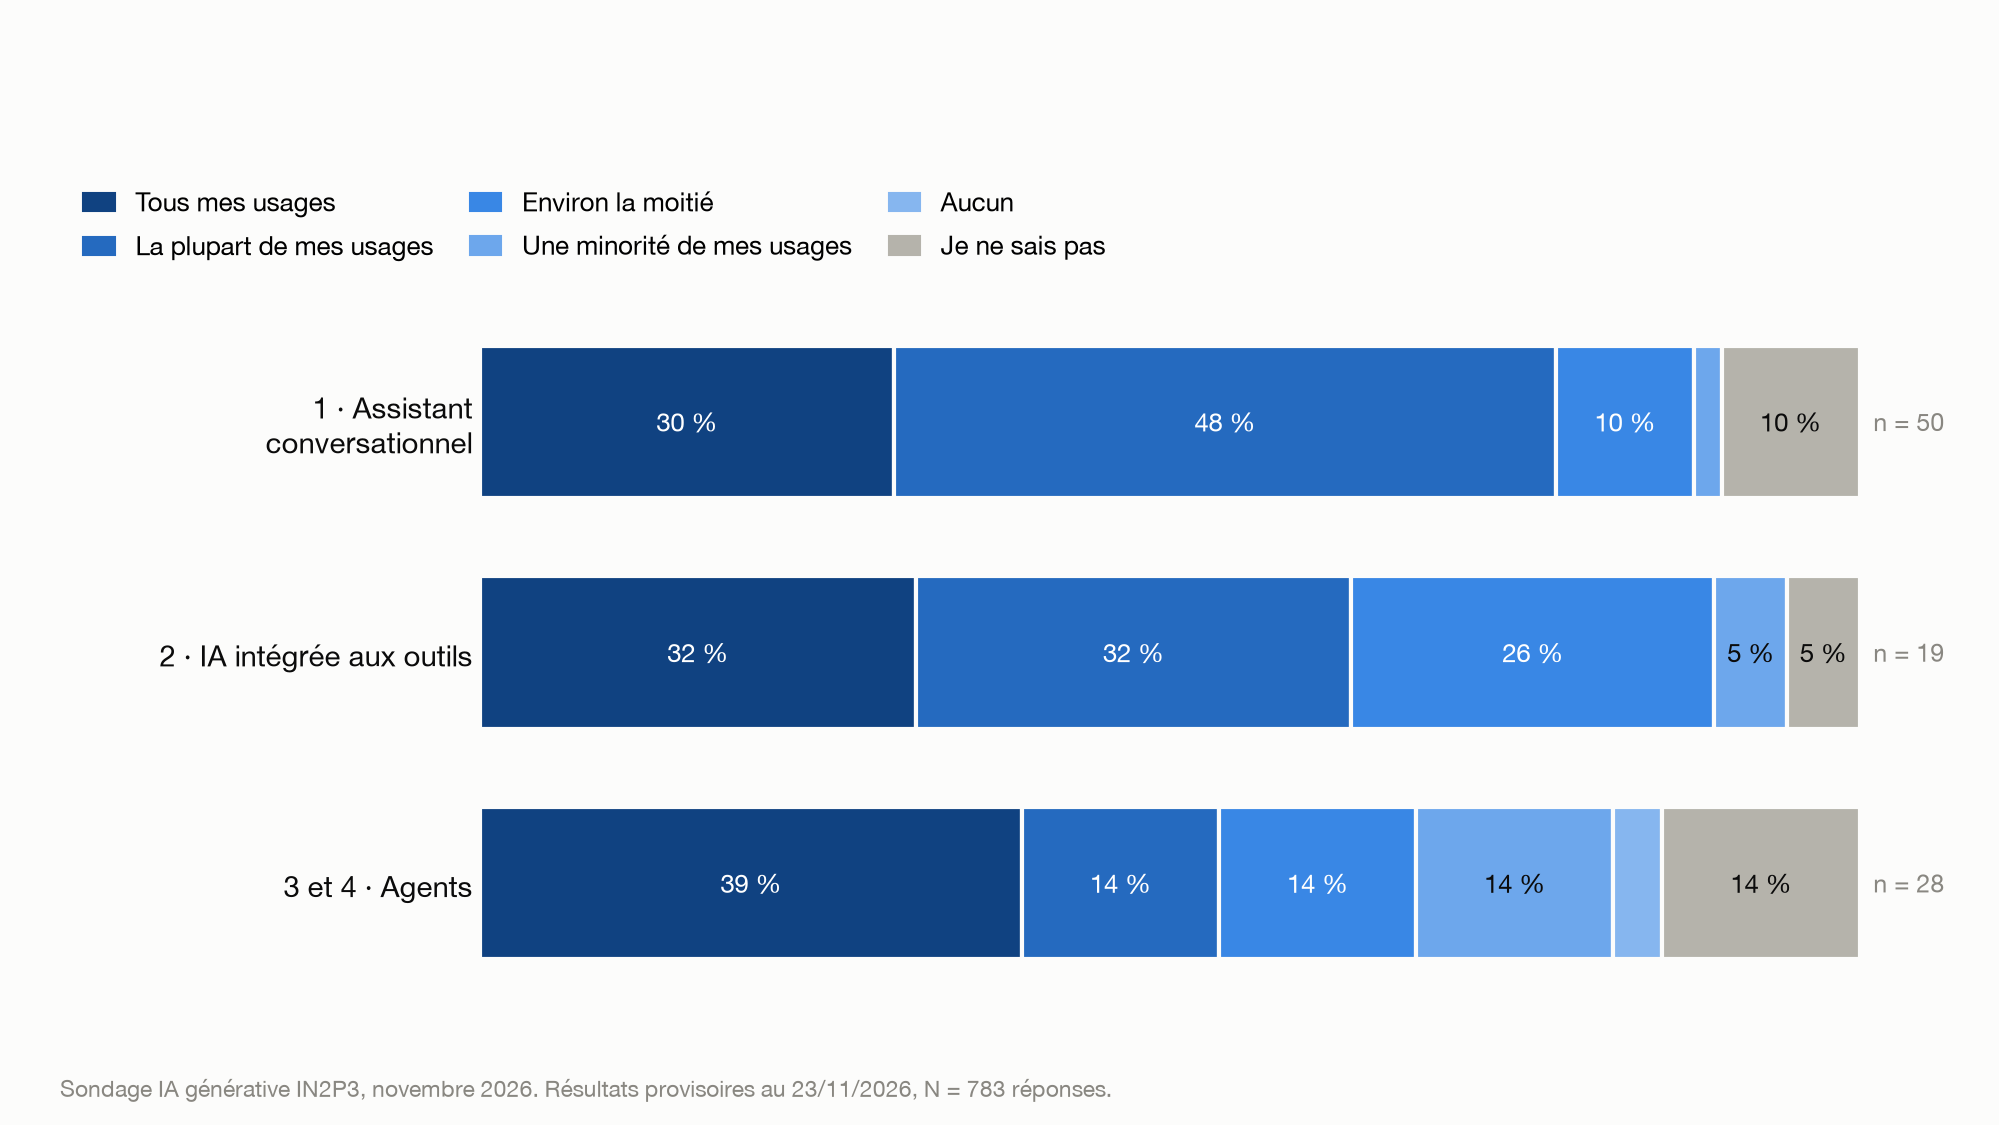 Tous mes usages
La plupart de mes usages
Environ la moitié
Une minorité de mes usages
Aucun
Je ne sais pas
1 · Assistant
conversationnel
30 %
48 %
10 %
10 %
n = 50
2 · IA intégrée aux outils
32 %
32 %
26 %
5 %
5 %
n = 19
3 et 4 · Agents
39 %
14 %
14 %
14 %
14 %
n = 28
Sondage IA générative IN2P3, novembre 2026. Résultats provisoires au 23/11/2026, N = 783 réponses.